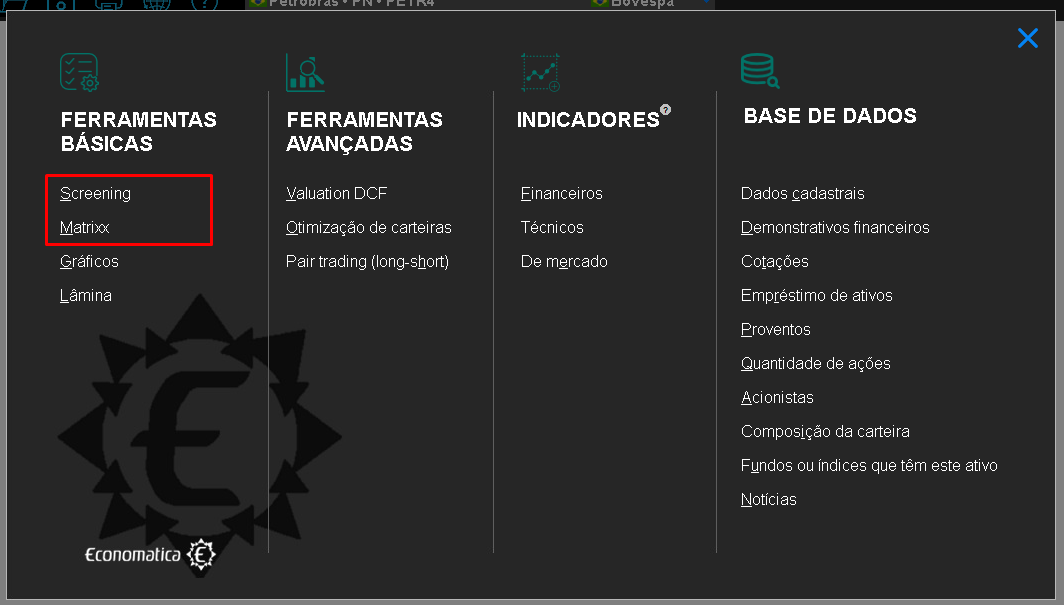 Petrobras • PN • PETR4
Bovespa
FERRAMENTAS
BÁSICAS
Screening
Matrixx
Gráficos
Lâmina
FERRAMENTAS
AVANÇADAS
Valuation DCF
Otimização de carteiras
Pair trading (long-short)
INDICADORES
?
Financeiros
Técnicos
De mercado
BASE DE DADOS
Dados cadastrais
Demonstrativos financeiros
Cotações
Empréstimo de ativos
Proventos
Quantidade de ações
Acionistas
Composição da carteira
Fundos ou índices que têm este ativo
Notícias
Economatica